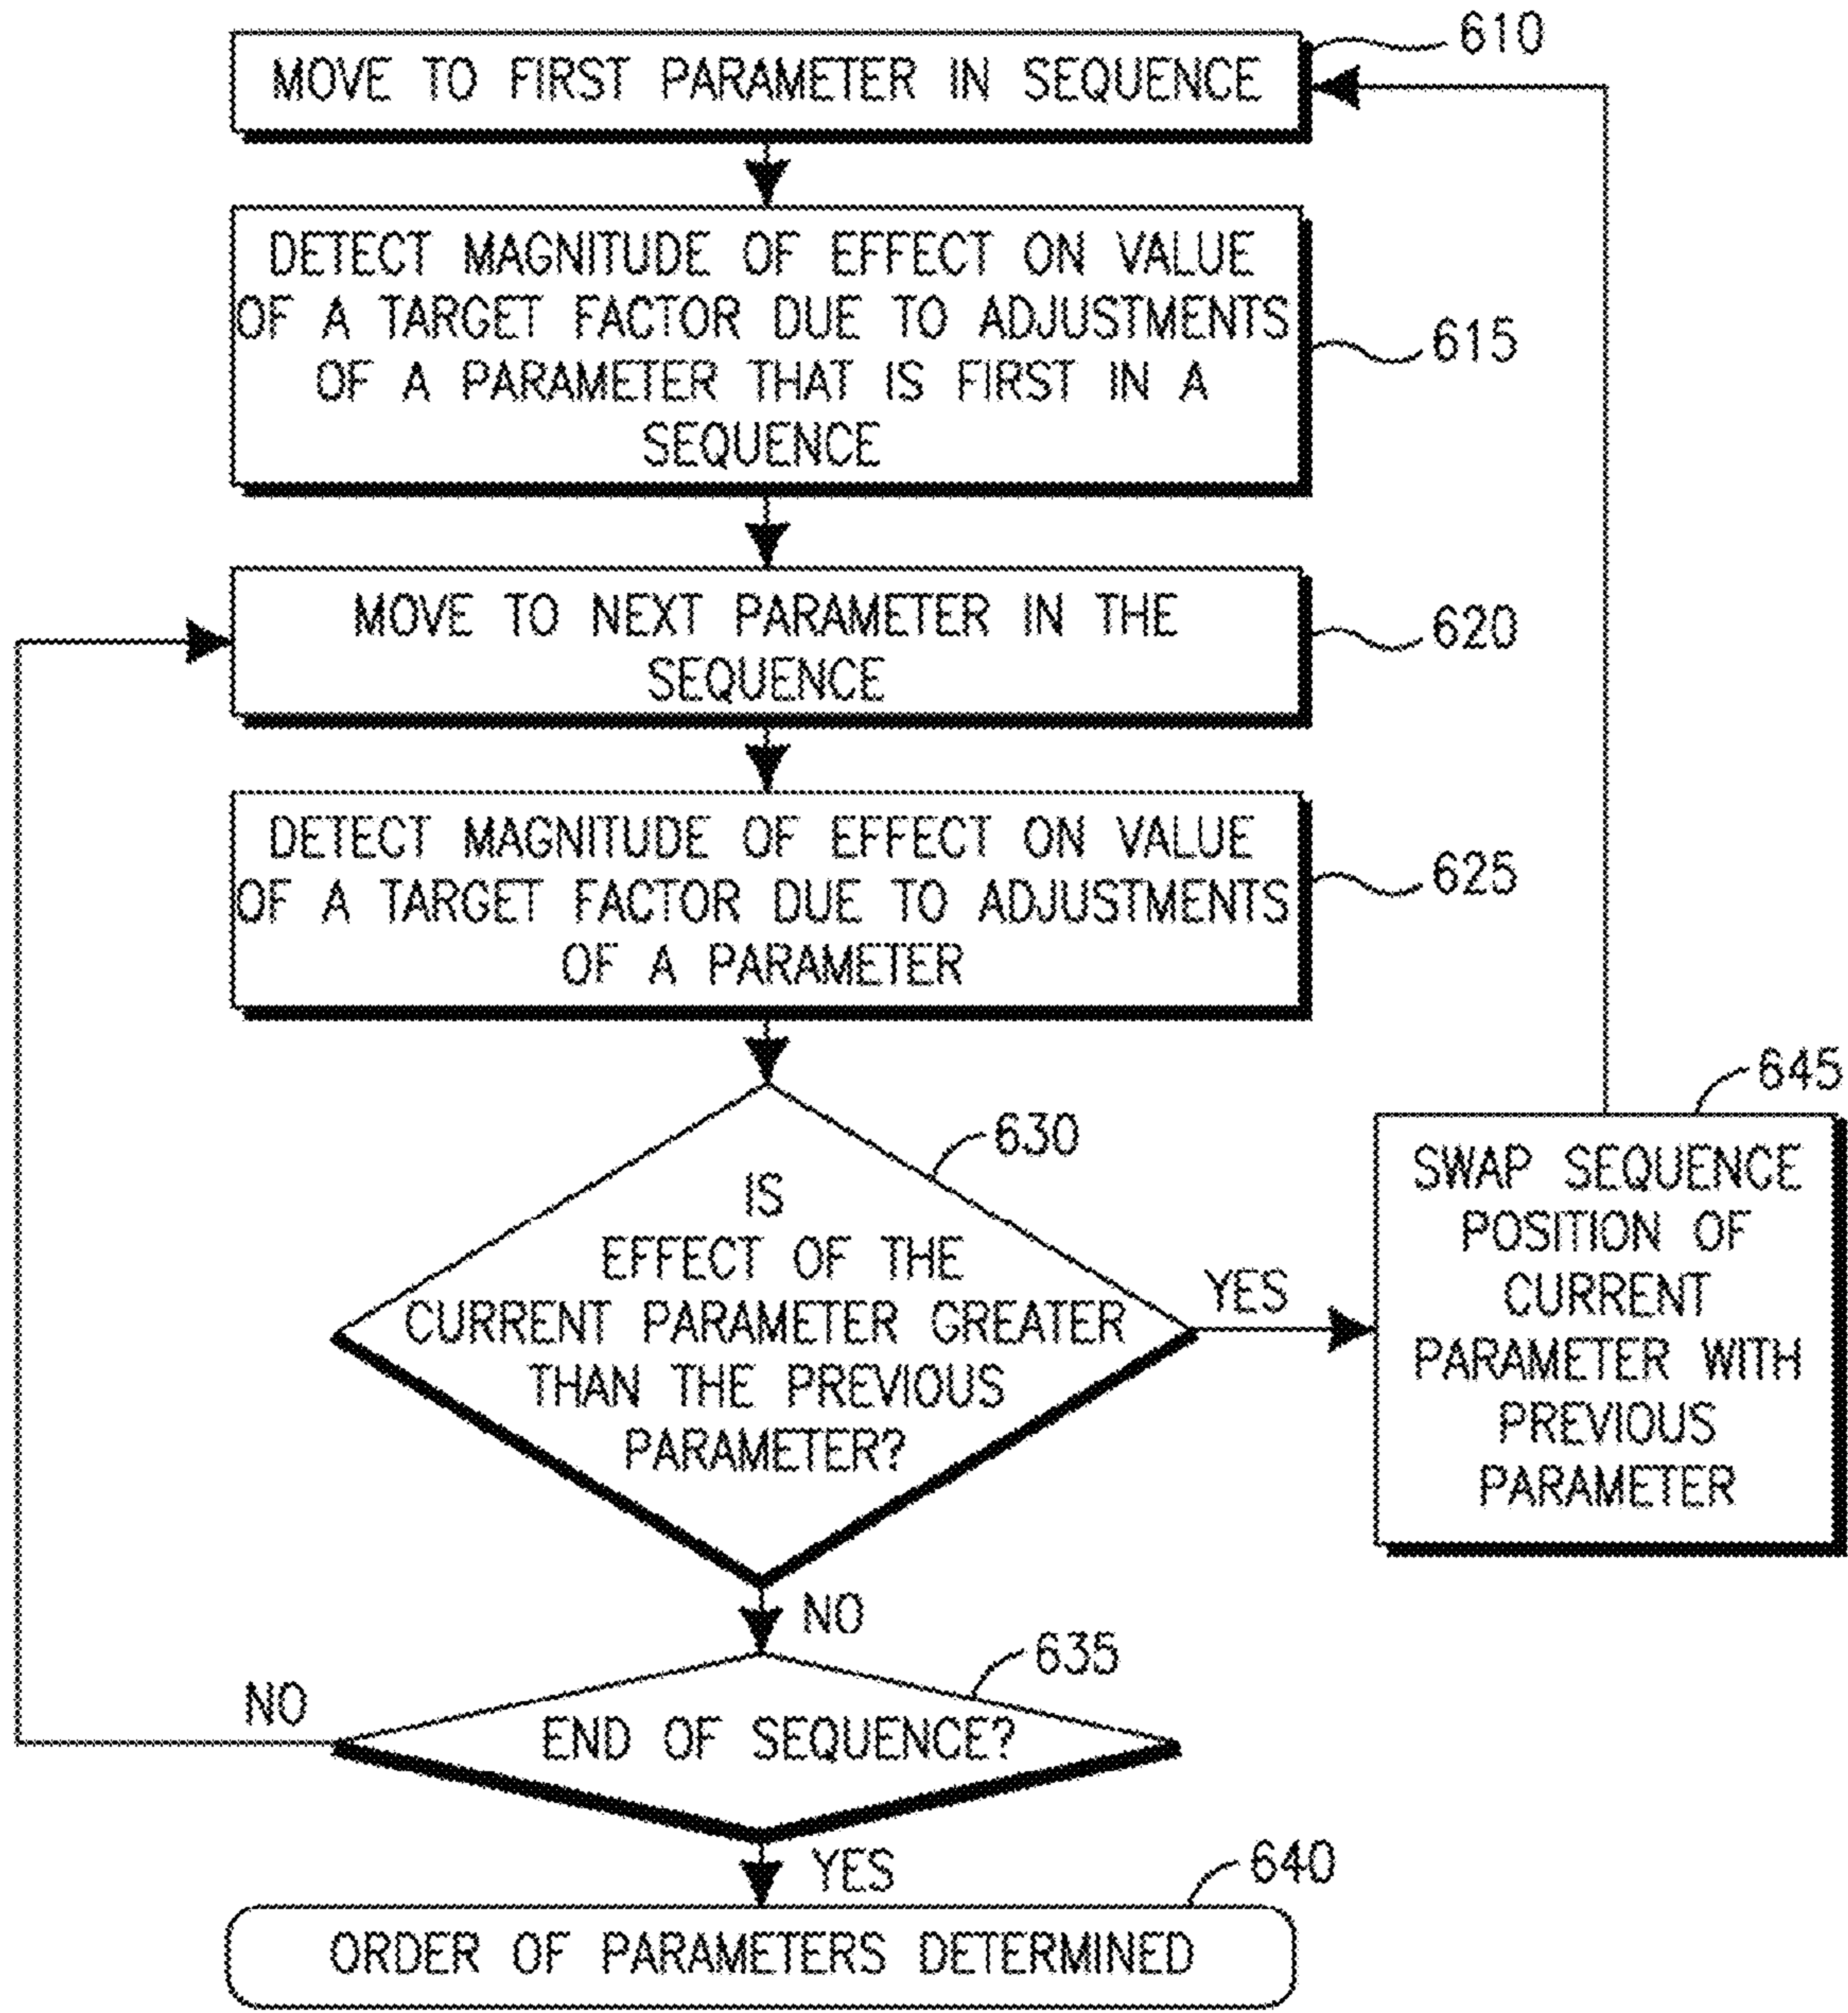 610
MOVE TO FIRST PARAMETER IN SEQUENCE
DETECT MAGNITUDE OF EFFECT ON VALUE
OF A TARGET FACTOR DUE TO ADJUSTMENTS
OF A PARAMETER THAT IS FIRST IN A
SEQUENCE
615
MOVE TO NEXT PARAMETER IN THE
SEQUENCE
620
DETECT MAGNITUDE OF EFFECT ON VALUE
OF A TARGET FACTOR DUE TO ADJUSTMENTS
OF A PARAMETER
625
630
IS
EFFECT OF THE
CURRENT PARAMETER GREATER
THAN THE PREVIOUS
PARAMETER?
YES
645
SWAP SEQUENCE
POSITION OF
CURRENT
PARAMETER WITH
PREVIOUS
PARAMETER
NO
635
END OF SEQUENCE?
NO
YES
640
ORDER OF PARAMETERS DETERMINED